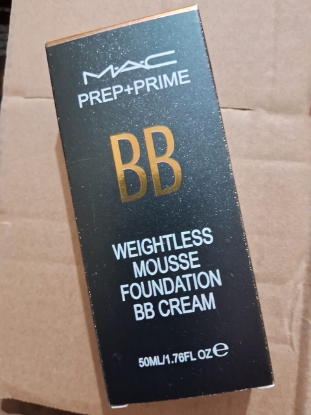 M·A·C
PREP+PRIME
BB
WEIGHTLESS
MOUSSE
FOUNDATION
BB CREAM
50ML/1.76FL OZ e